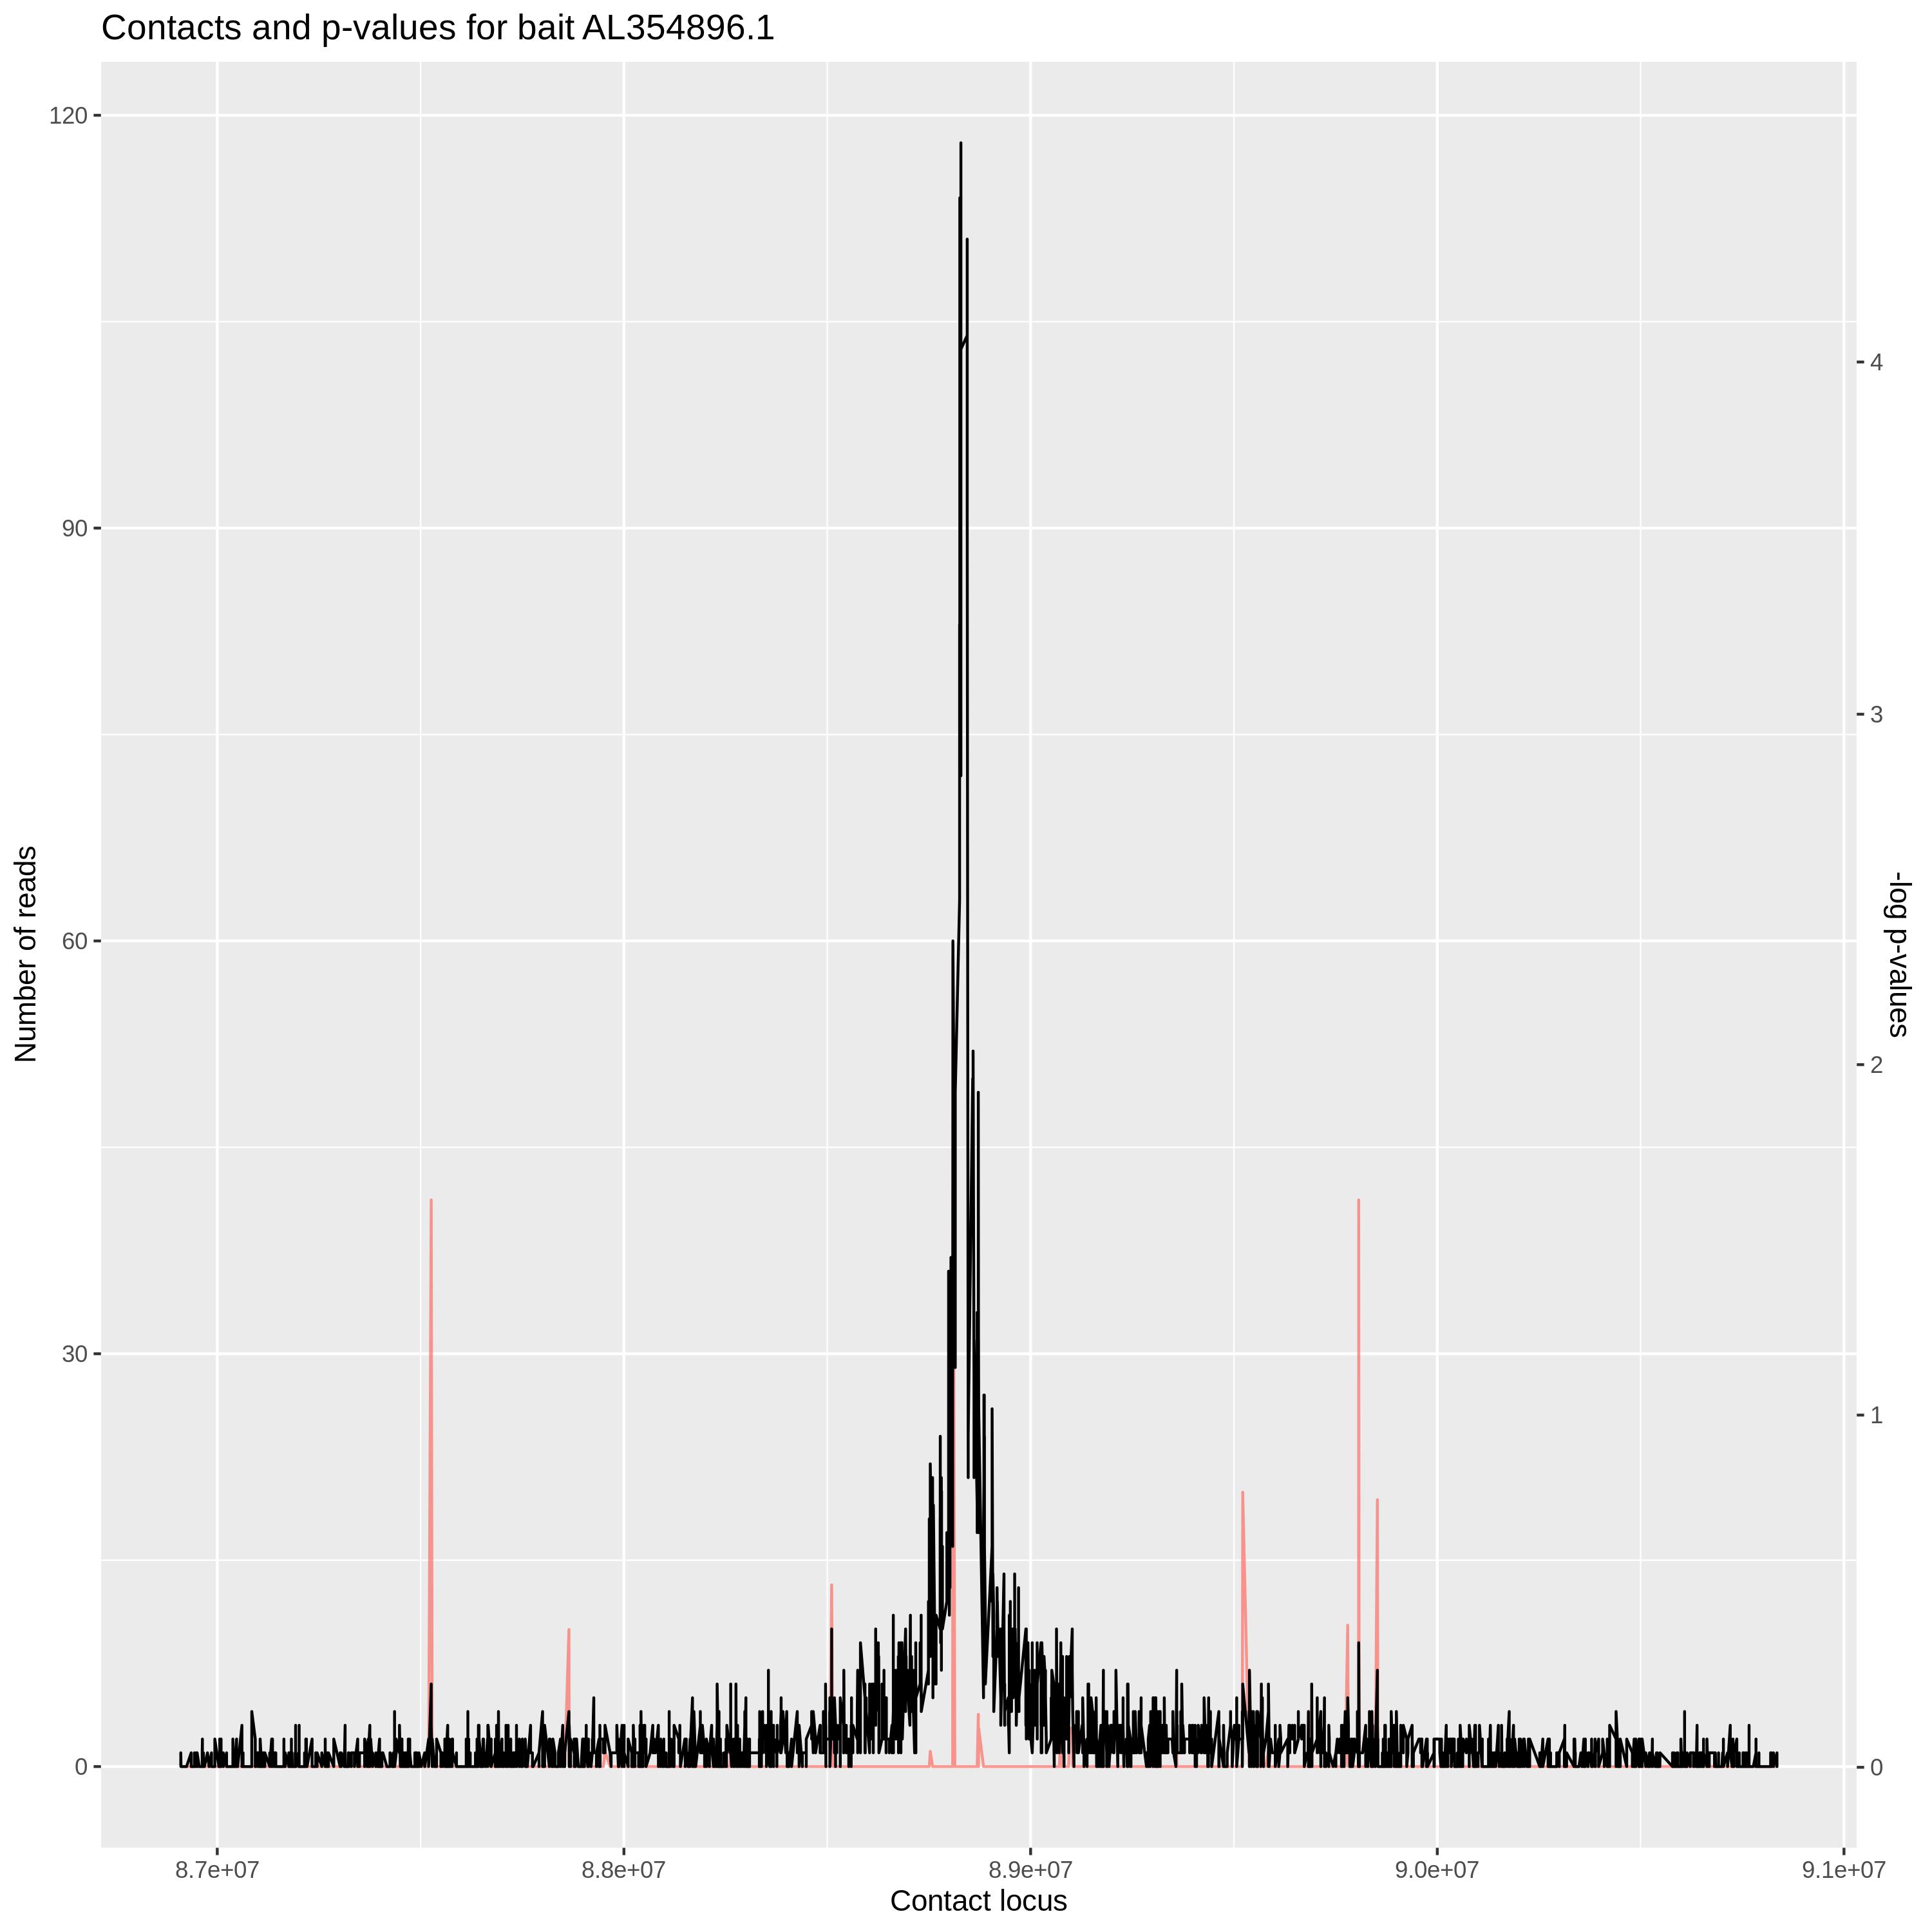 Contacts and p-values for bait AL354896.1
120
90
60
30
0
Number of reads
4
3
2
1
0
-log p-values
8.7e+07 8.8e+07 8.9e+07 9.0e+07 9.1e+07
Contact locus